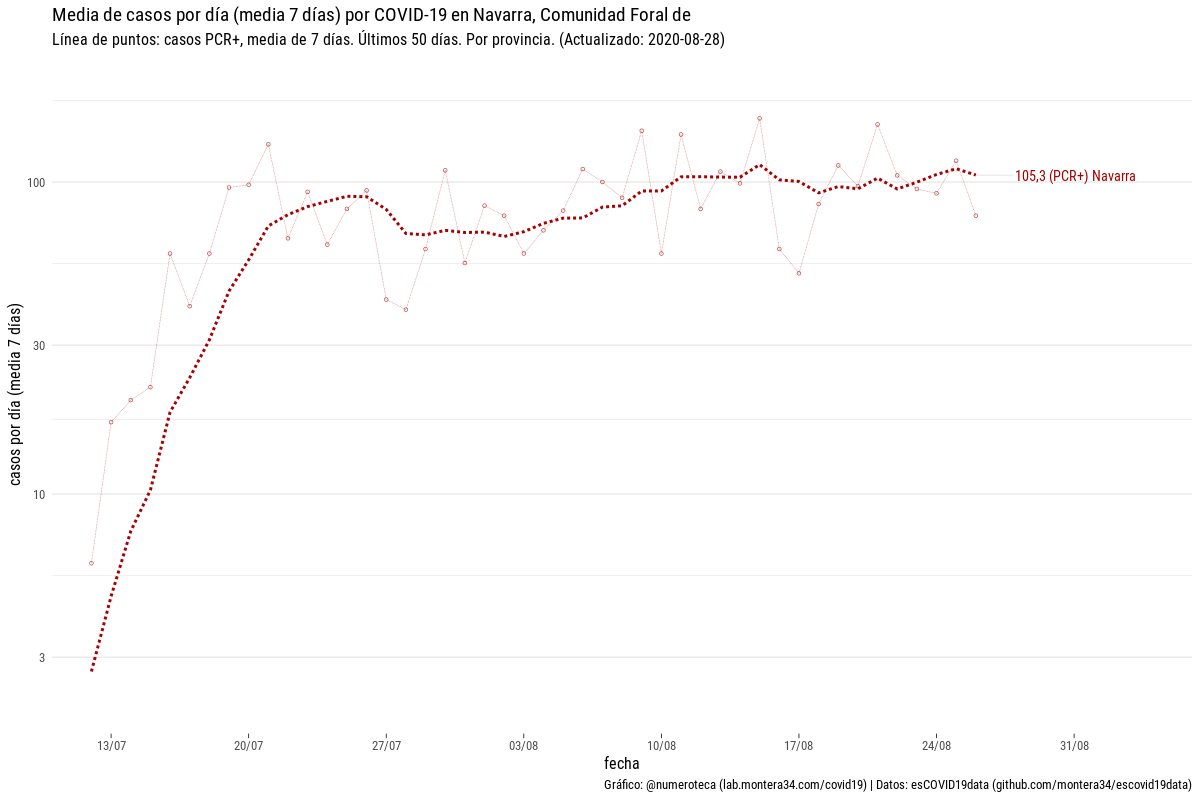 Media de casos por día (media 7 días) por COVID-19 en Navarra, Comunidad Foral de
Línea de puntos: casos PCR+, media de 7 días. Últimos 50 días. Por provincia. (Actualizado: 2020-08-28)
casos por día (media 7 días)
100
30
10
3
105,3 (PCR+) Navarra
13/07
20/07
27/07
03/08
10/08
17/08
24/08
31/08
fecha
Gráfico: @numeroteca (lab.montera34.com/covid19) | Datos: esCOVID19data (github.com/montera34/escovid19data)